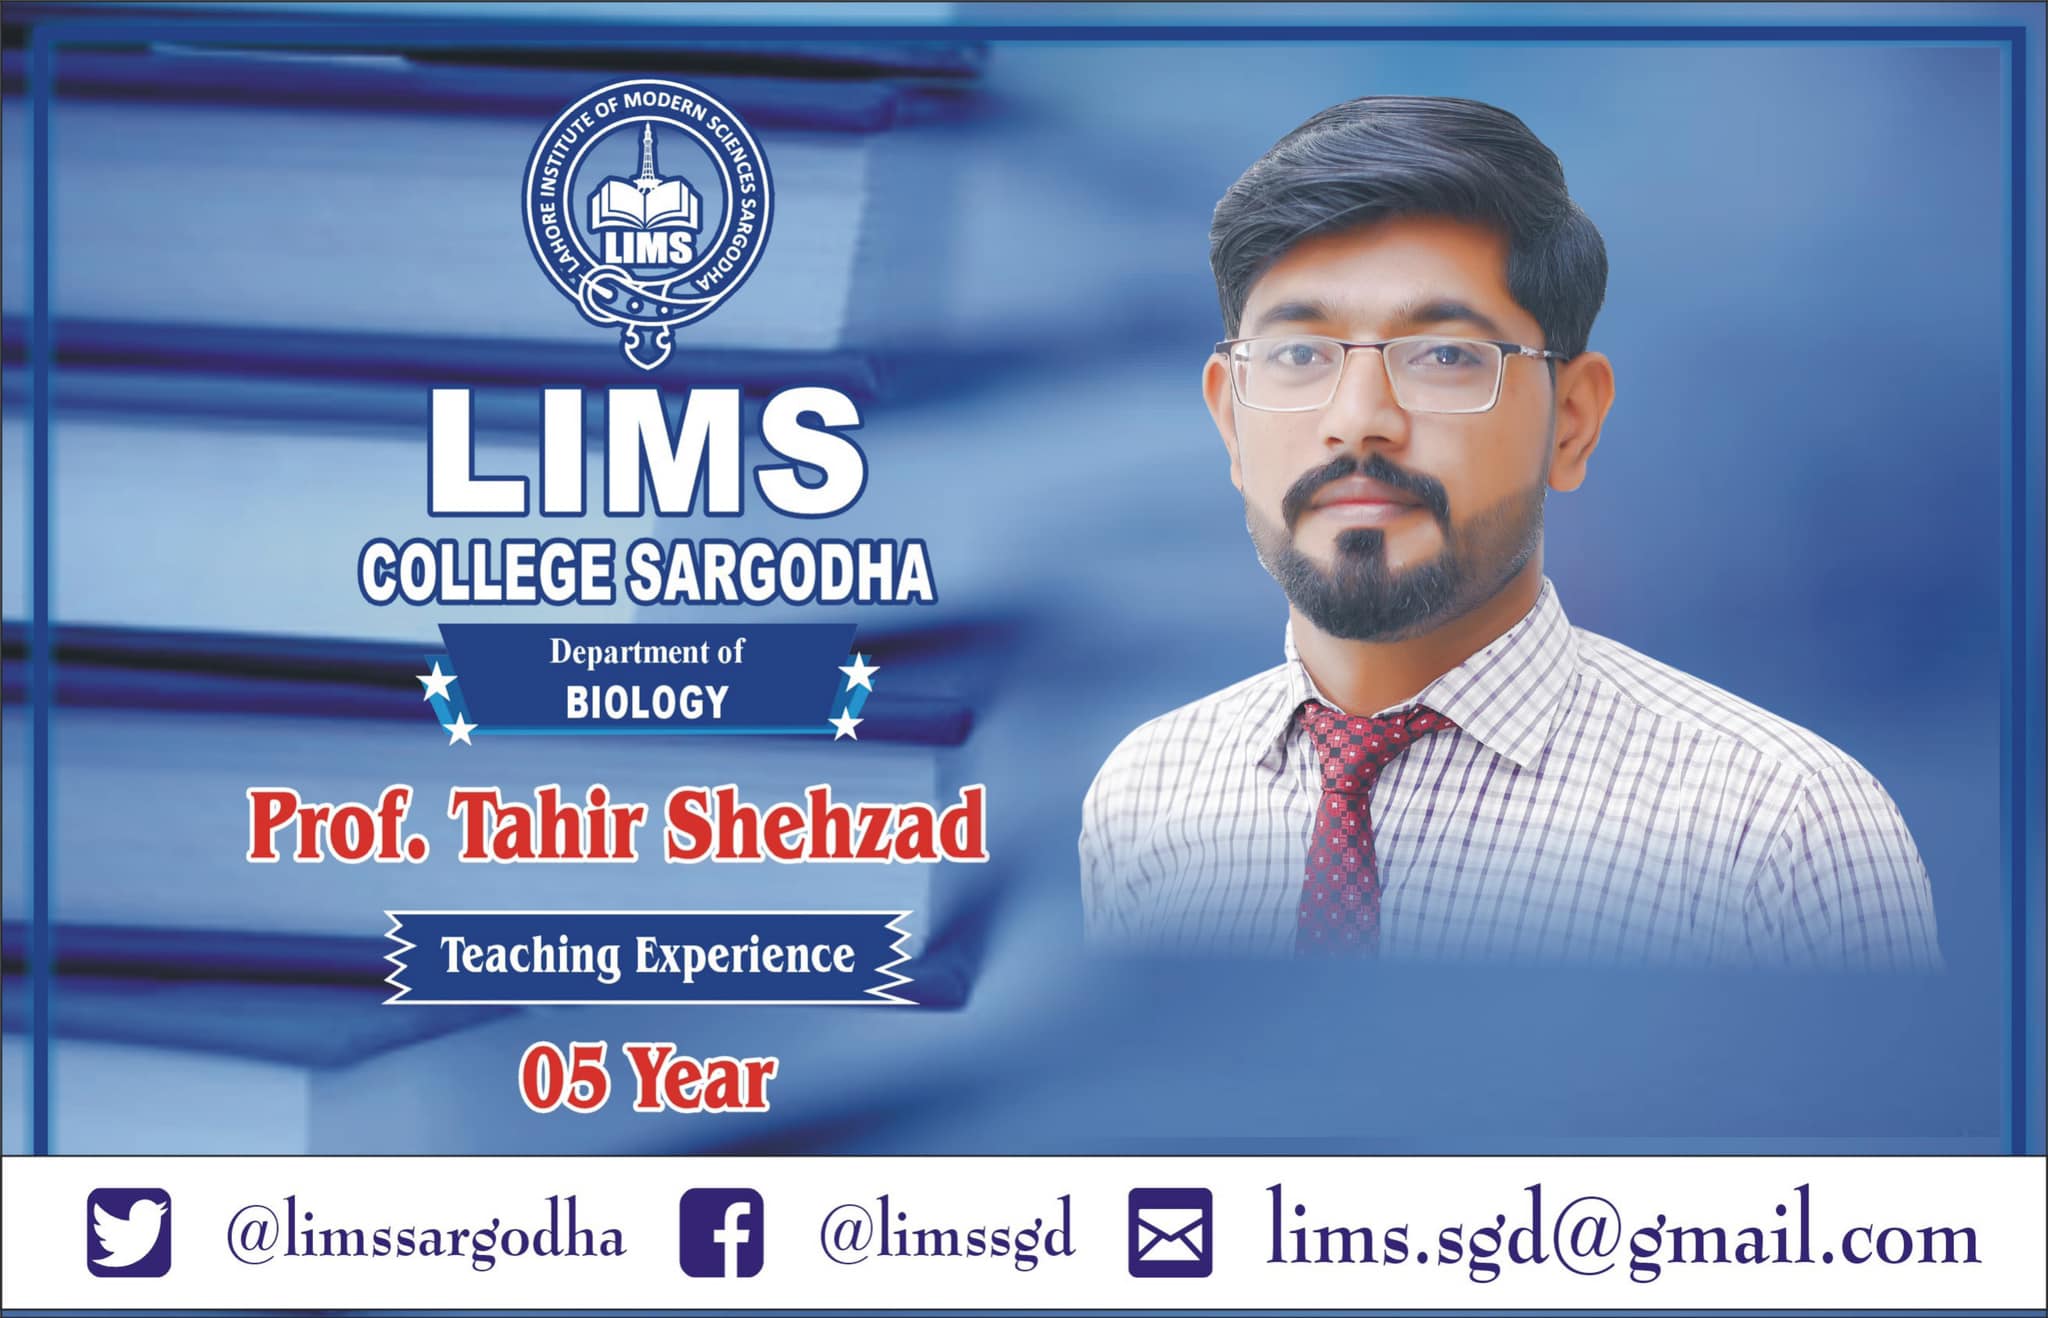 LAHORE INSTITUTE OF MODERN SCIENCES SARGODHA
LIMS
LIMS
COLLEGE SARGODHA
Department of
BIOLOGY
Prof. Tahir Shehzad
Teaching Experience
05 Year
@limssargodha @limssgd lims.sgd@gmail.com